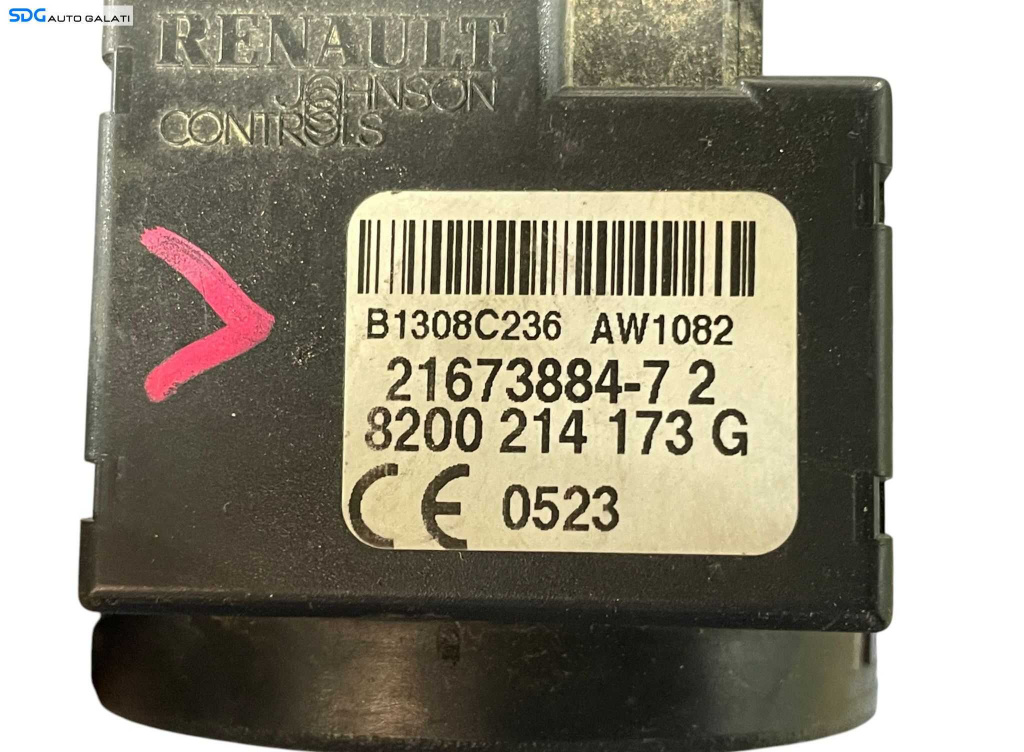 SDG AUTO GALATI
RENAULT
JOHNSON
CONTROLS
B1308C236 AW1082
21673884-7 2
8200 214 173 G
CE 0523